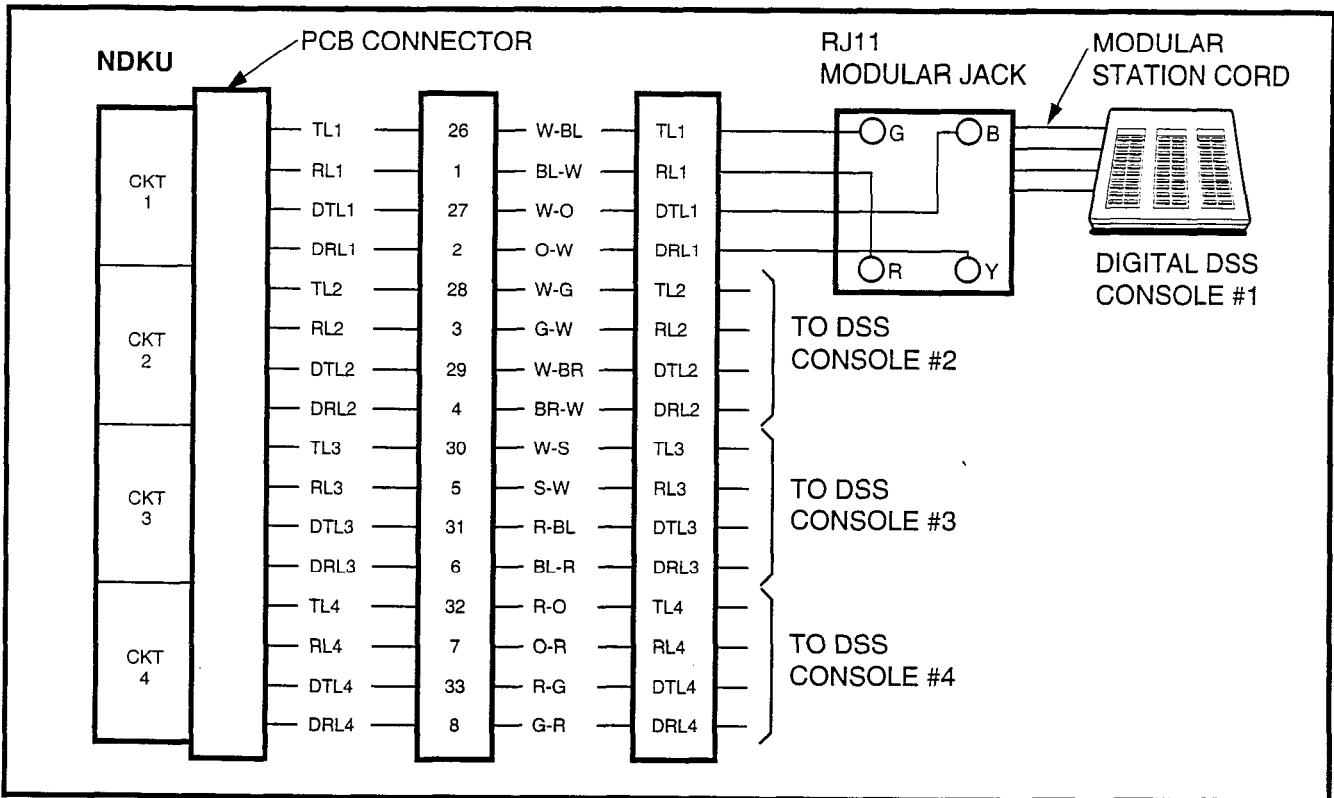 NDKU
PCB CONNECTOR
RJ11
MODULAR JACK
MODULAR
STATION CORD
CKT
1
TL1 26 W-BL TL1
RL1 1 BL-W RL1
DTL1 27 W-O DTL1
DRL1 2 O-W DRL1
G
B
R
Y
DIGITAL DSS
CONSOLE #1
CKT
2
TL2 28 W-G TL2
RL2 3 G-W RL2
DTL2 29 W-BR DTL2
DRL2 4 BR-W DRL2
TO DSS
CONSOLE #2
CKT
3
TL3 30 W-S TL3
RL3 5 S-W RL3
DTL3 31 R-BL DTL3
DRL3 6 BL-R DRL3
TO DSS
CONSOLE #3
CKT
4
TL4 32 R-O TL4
RL4 7 O-R RL4
DTL4 33 R-G DTL4
DRL4 8 G-R DRL4
TO DSS
CONSOLE #4